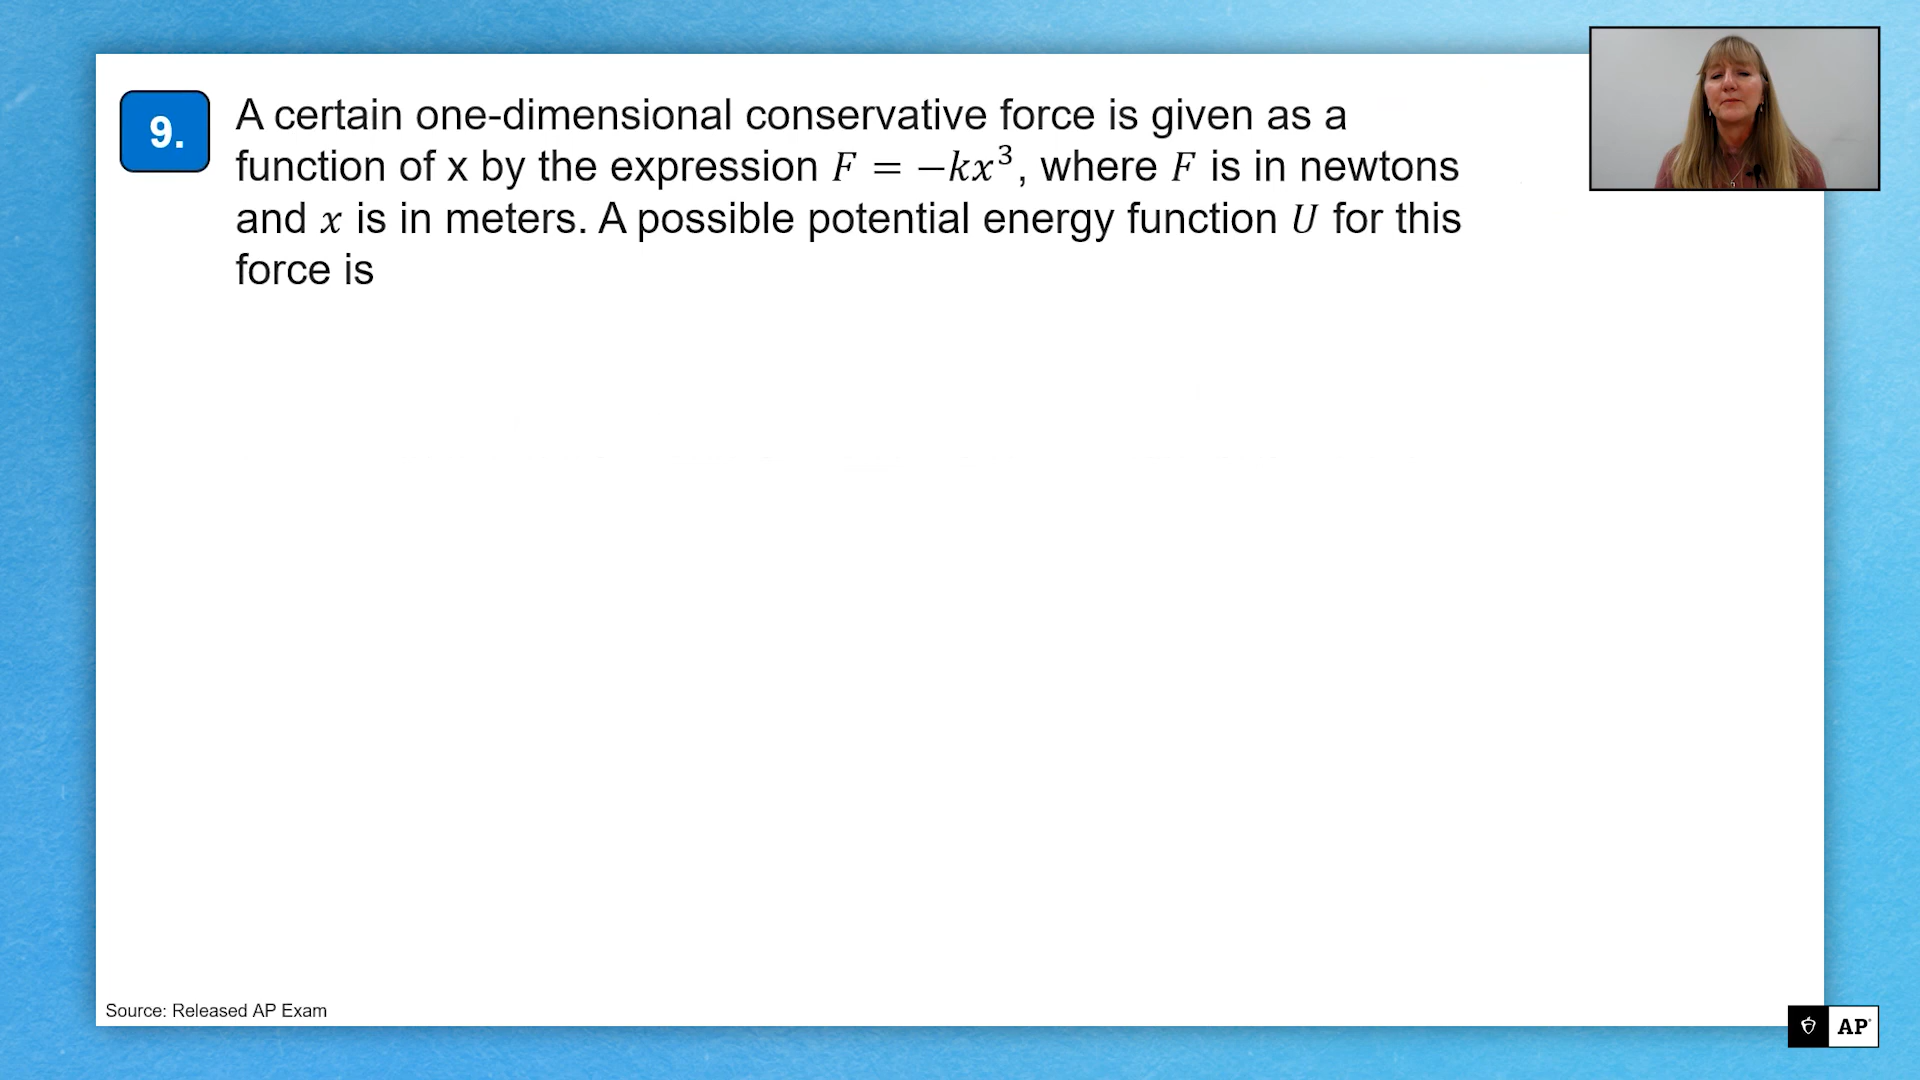 9.
A certain one-dimensional conservative force is given as a
function of x by the expression 𝐹 = −𝑘𝑥³, where 𝐹 is in newtons
and 𝑥 is in meters. A possible potential energy function 𝑈 for this
force is
Source: Released AP Exam
AP